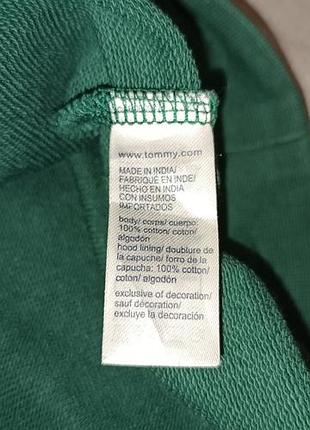 www.tommy.com
MADE IN INDIA/
FABRIQUÉ EN INDE/
HECHO EN INDIA
CON INSUMOS
IMPORTADOS
body/ corps/ cuerpo:
100% cotton/ coton/
algodón
hood lining/ doublure de
la capuche/ forro de la
capucha: 100% cotton/
coton/ algodón
exclusive of decoration/
sauf décoration/
excluye la decoración